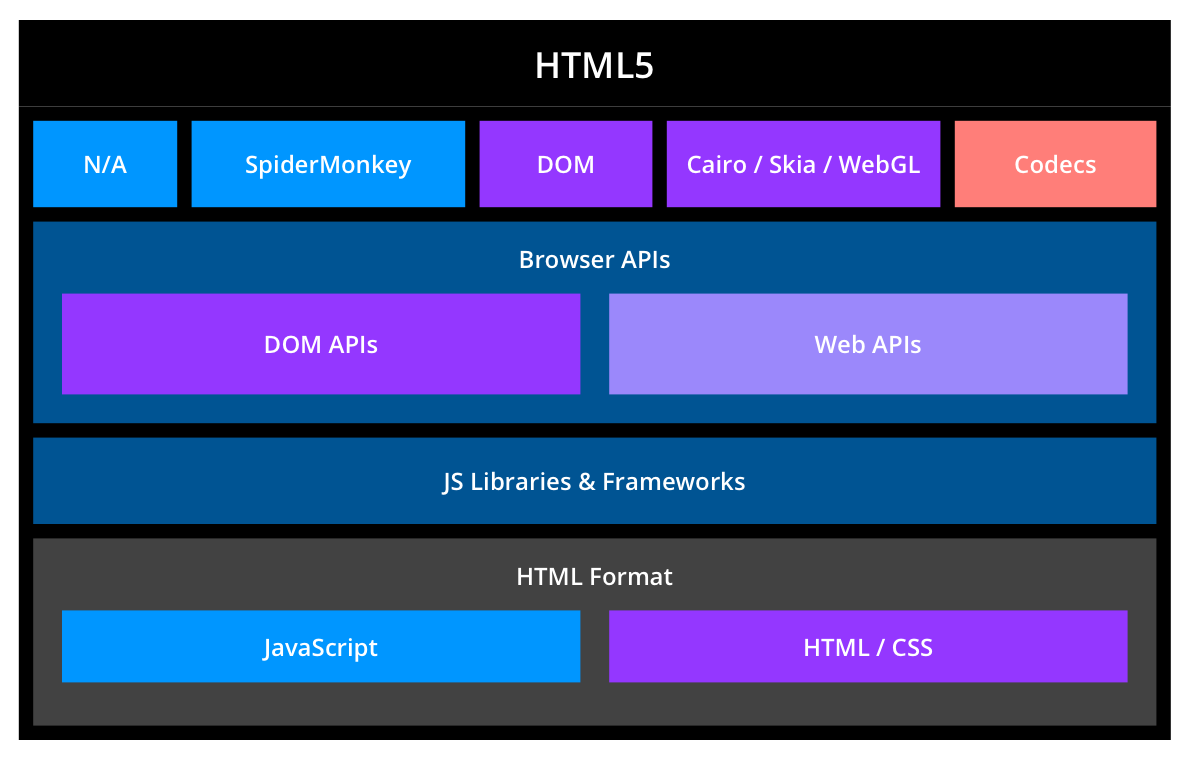 HTML5
N/A
SpiderMonkey
DOM
Cairo / Skia / WebGL
Codecs
Browser APIs
DOM APIs
Web APIs
JS Libraries & Frameworks
HTML Format
JavaScript
HTML / CSS